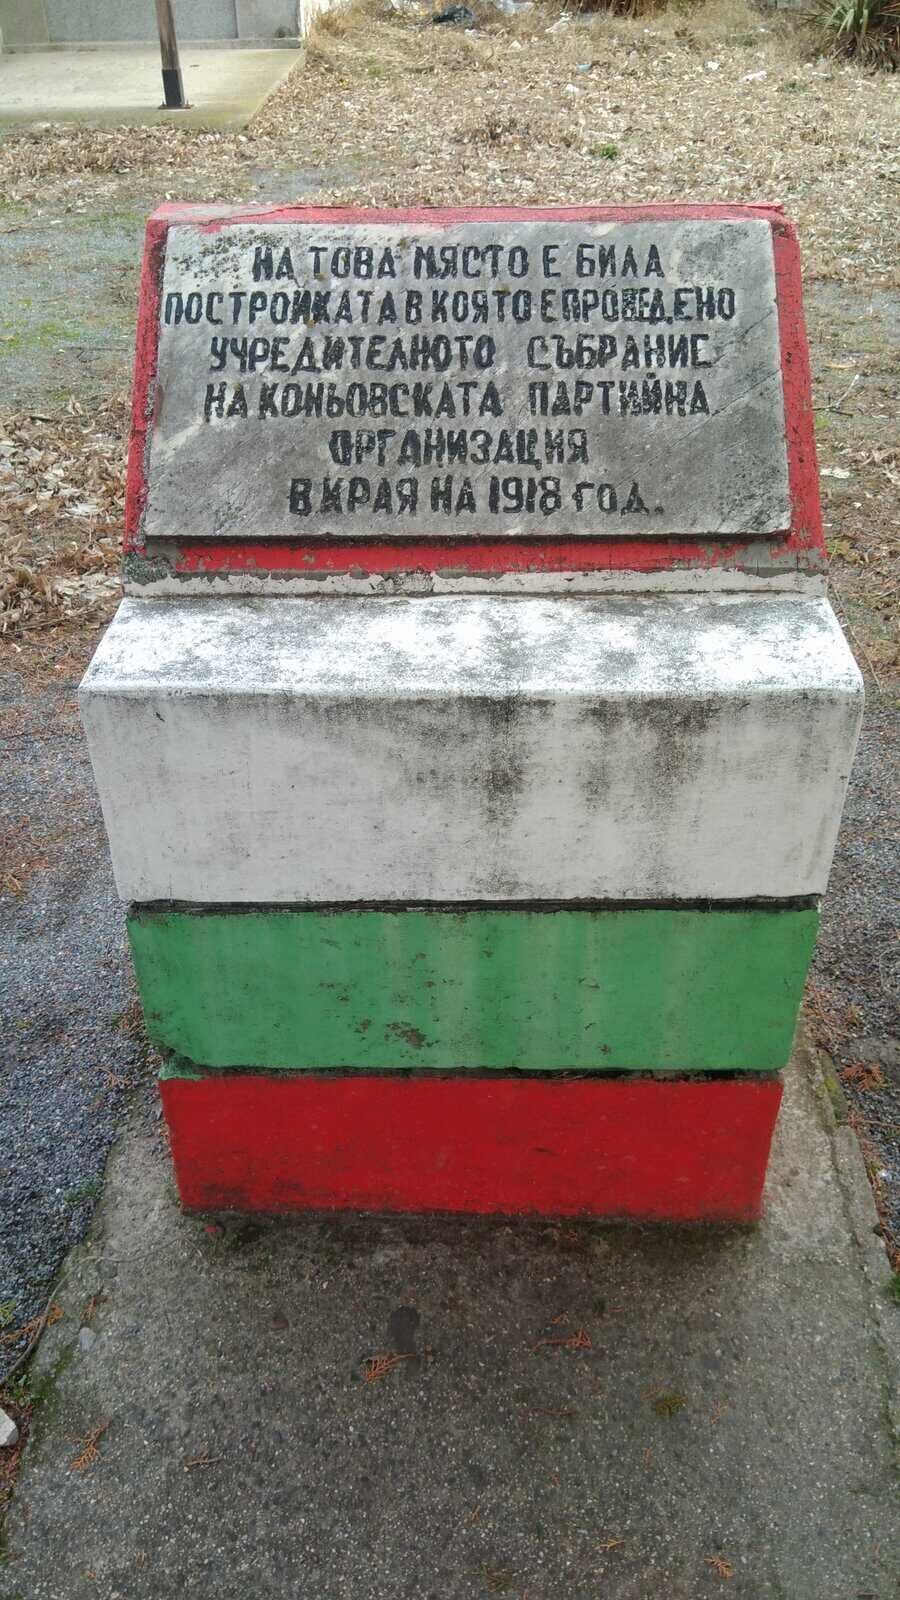 НА ТОВА МЯСТО Е БИЛА
ПОСТРОЙКАТА В КОЯТО Е ПРОВЕДЕНО
УЧРЕДИТЕЛНОТО СЪБРАНИЕ
НА КОНЬОВСКАТА ПАРТИЙНА
ОРГАНИЗАЦИЯ
В КРАЯ НА 1918 ГОД.